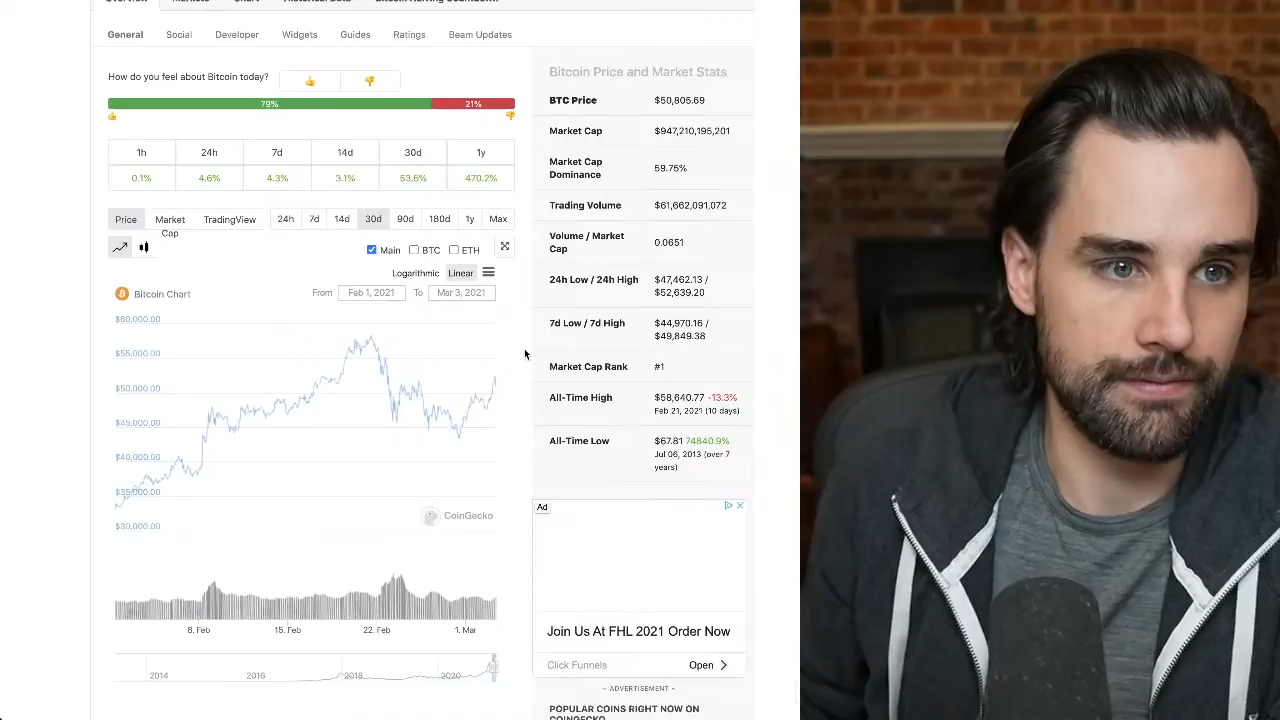 Overview Markets Chart Historical Data Bitcoin Halving Countdown
General Social Developer Widgets Guides Ratings Beam Updates
How do you feel about Bitcoin today?
79% 21%
1h 24h 7d 14d 30d 1y
0.1% 4.6% 4.3% 3.1% 53.6% 470.2%
Price Market Cap TradingView 24h 7d 14d 30d 90d 180d 1y Max
Main BTC ETH
Logarithmic Linear
Bitcoin Chart From Feb 1, 2021 To Mar 3, 2021
$60,000.00
$55,000.00
$50,000.00
$45,000.00
$40,000.00
$35,000.00
$30,000.00
CoinGecko
8. Feb 15. Feb 22. Feb 1. Mar
2014 2016 2018 2020
Bitcoin Price and Market Stats
BTC Price $50,805.69
Market Cap $947,210,195,201
Market Cap
Dominance 59.75%
Trading Volume $61,662,091,072
Volume / Market
Cap 0.0651
24h Low / 24h High $47,462.13 /
$52,639.20
7d Low / 7d High $44,970.16 /
$49,849.38
Market Cap Rank #1
All-Time High $58,640.77 -13.3%
Feb 21, 2021 (10 days)
All-Time Low $67.81 74840.9%
Jul 06, 2013 (over 7
years)
Ad
Join Us At FHL 2021 Order Now
Click Funnels Open
~ ADVERTISEMENT ~
POPULAR COINS RIGHT NOW ON
COINGECKO